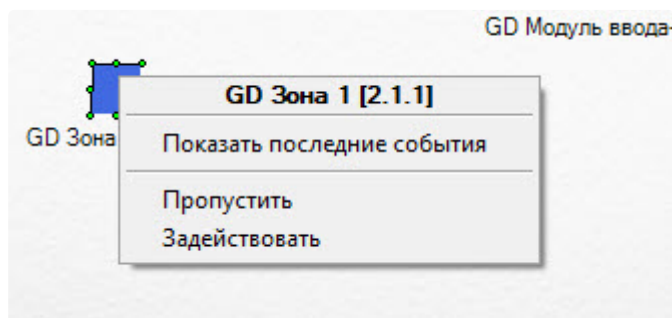 GD Модуль ввода-
GD Зона 1 [2.1.1]
GD Зона
Показать последние события
Пропустить
Задействовать